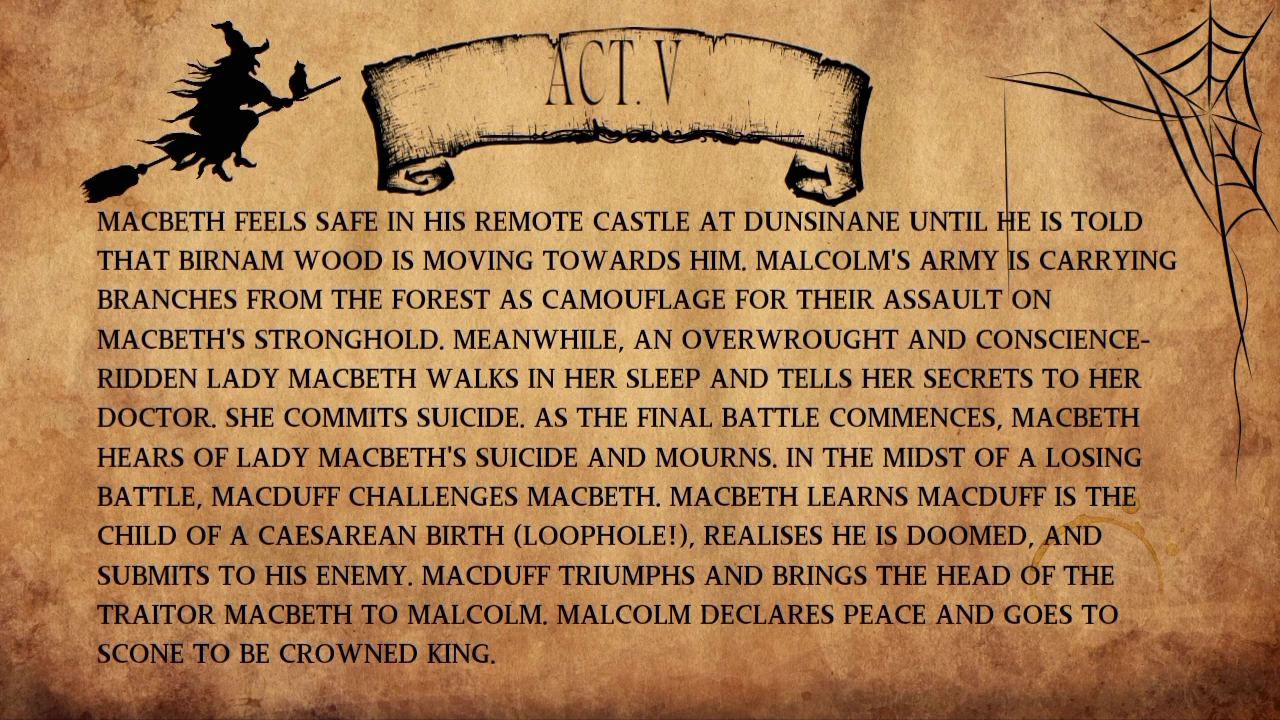 ACT. V
MACBETH FEELS SAFE IN HIS REMOTE CASTLE AT DUNSINANE UNTIL HE IS TOLD
THAT BIRNAM WOOD IS MOVING TOWARDS HIM. MALCOLM'S ARMY IS CARRYING
BRANCHES FROM THE FOREST AS CAMOUFLAGE FOR THEIR ASSAULT ON
MACBETH'S STRONGHOLD. MEANWHILE, AN OVERWROUGHT AND CONSCIENCE-
RIDDEN LADY MACBETH WALKS IN HER SLEEP AND TELLS HER SECRETS TO HER
DOCTOR. SHE COMMITS SUICIDE. AS THE FINAL BATTLE COMMENCES, MACBETH
HEARS OF LADY MACBETH'S SUICIDE AND MOURNS. IN THE MIDST OF A LOSING
BATTLE, MACDUFF CHALLENGES MACBETH. MACBETH LEARNS MACDUFF IS THE
CHILD OF A CAESAREAN BIRTH (LOOPHOLE!), REALISES HE IS DOOMED, AND
SUBMITS TO HIS ENEMY. MACDUFF TRIUMPHS AND BRINGS THE HEAD OF THE
TRAITOR MACBETH TO MALCOLM. MALCOLM DECLARES PEACE AND GOES TO
SCONE TO BE CROWNED KING.